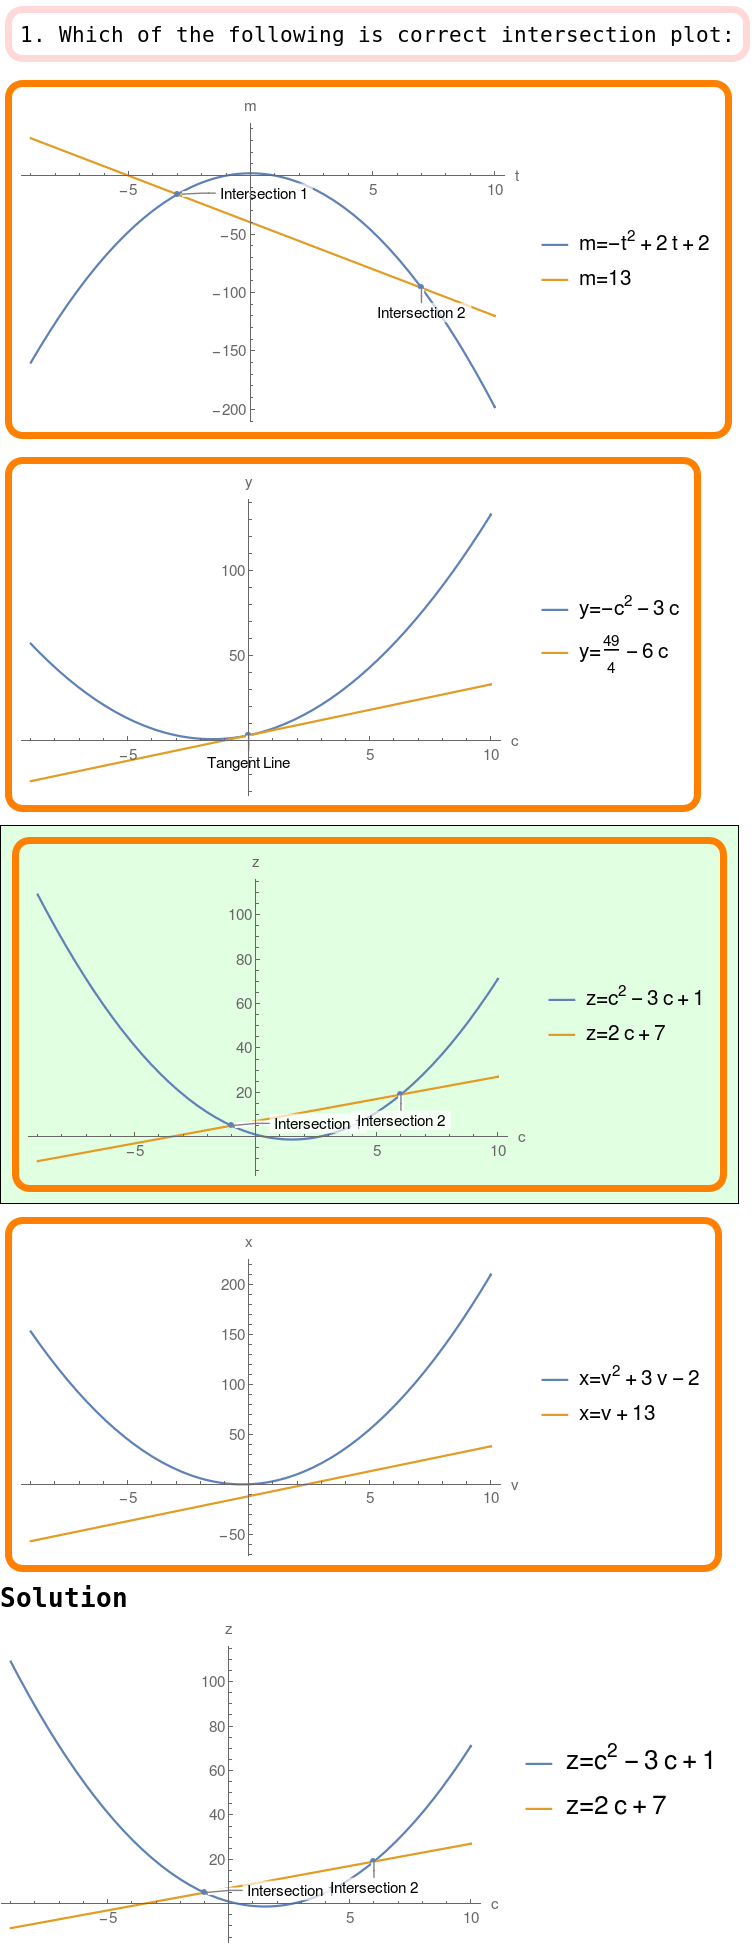 1. Which of the following is correct intersection plot:
m
t
−5 5 10
Intersection 1
−50
−100
Intersection 2
−150
−200
m=−t² + 2 t + 2
m=13
y
100
50
c
−5 5 10
Tangent Line
y=−c² − 3 c
y=49/4 − 6 c
z
100
80
60
40
20
Intersection Intersection 2
c
−5 5 10
z=c² − 3 c + 1
z=2 c + 7
x
200
150
100
50
v
−5 5 10
−50
x=v² + 3 v − 2
x=v + 13
Solution
z
100
80
60
40
20
Intersection Intersection 2
c
−5 5 10
z=c² − 3 c + 1
z=2 c + 7